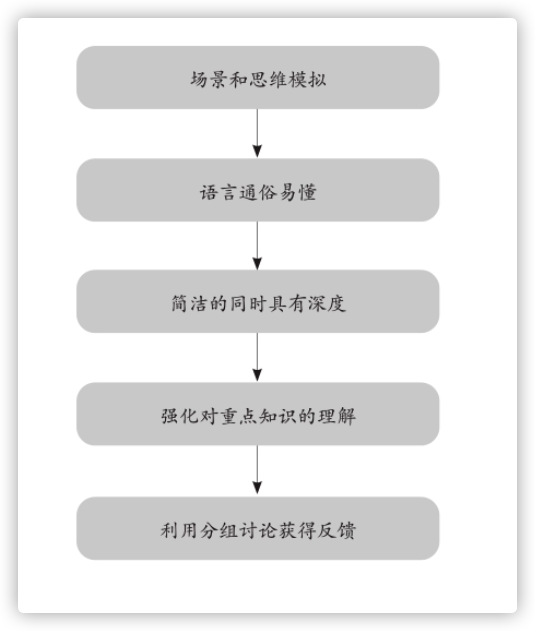 场景和思维模拟
语言通俗易懂
简洁的同时具有深度
强化对重点知识的理解
利用分组讨论获得反馈